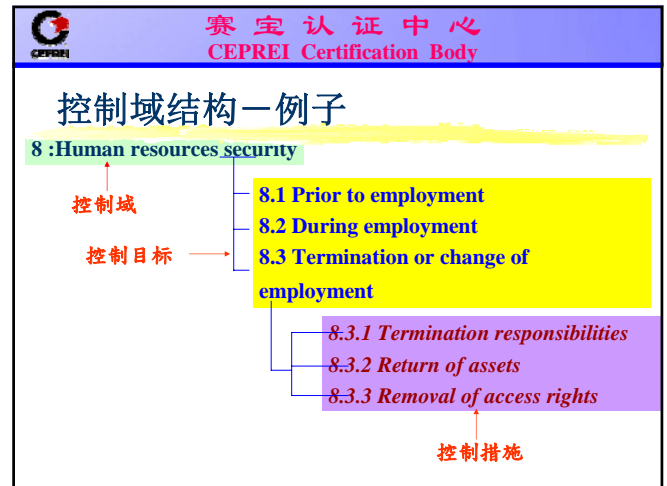 赛宝认证中心
CEPREI Certification Body
CEPREI
控制域结构－例子
8 :Human resources security
控制域
8.1 Prior to employment
8.2 During employment
控制目标
8.3 Termination or change of
employment
8.3.1 Termination responsibilities
8.3.2 Return of assets
8.3.3 Removal of access rights
控制措施